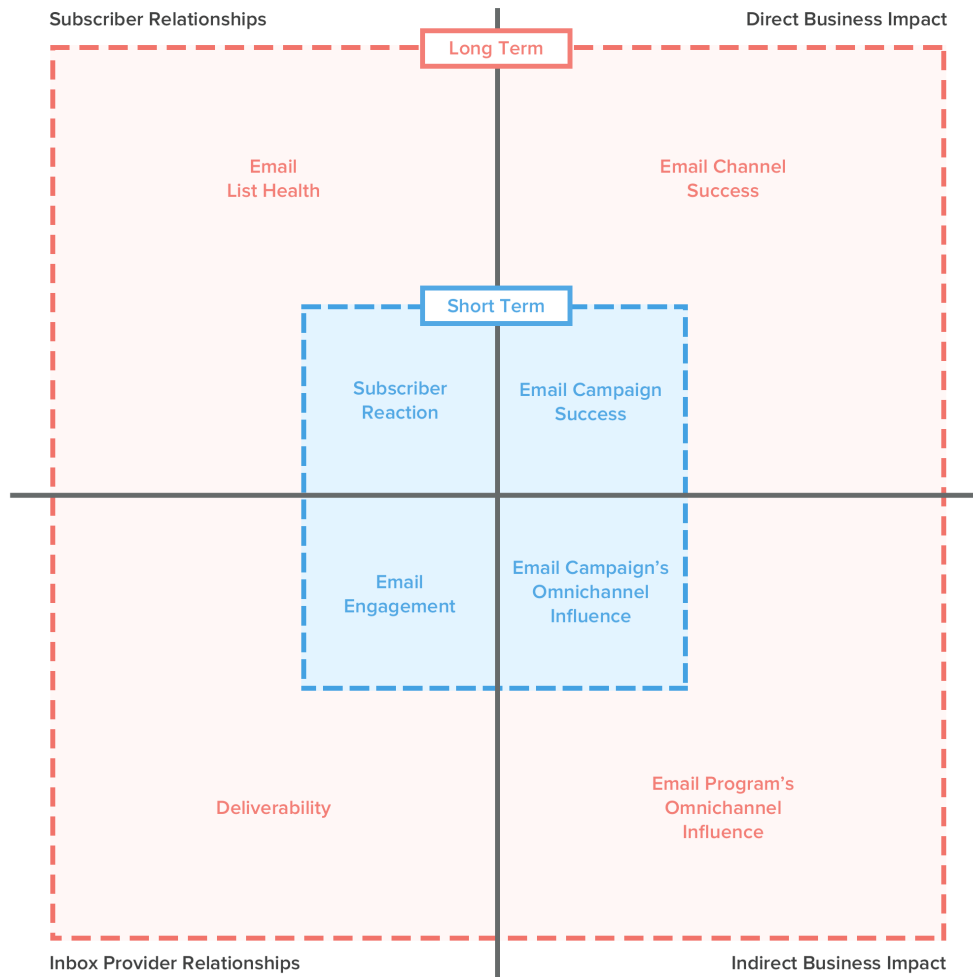 Subscriber Relationships
Direct Business Impact
Long Term
Email
List Health
Email Channel
Success
Short Term
Subscriber
Reaction
Email Campaign
Success
Email
Engagement
Email Campaign’s
Omnichannel
Influence
Deliverability
Email Program’s
Omnichannel
Influence
Inbox Provider Relationships
Indirect Business Impact